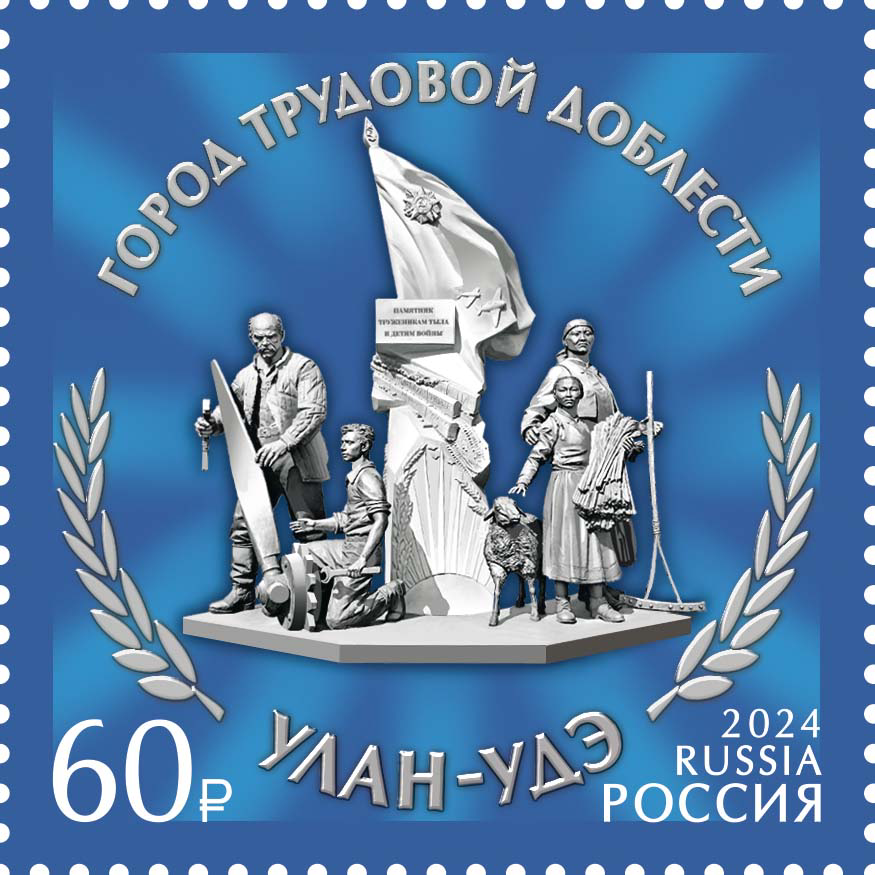 ГОРОД ТРУДОВОЙ ДОБЛЕСТИ
ПАМЯТНИК
ТРУЖЕНИКАМ ТЫЛА
И ДЕТЯМ ВОЙНЫ
УЛАН-УДЭ
60₽
2024
RUSSIA
РОССИЯ